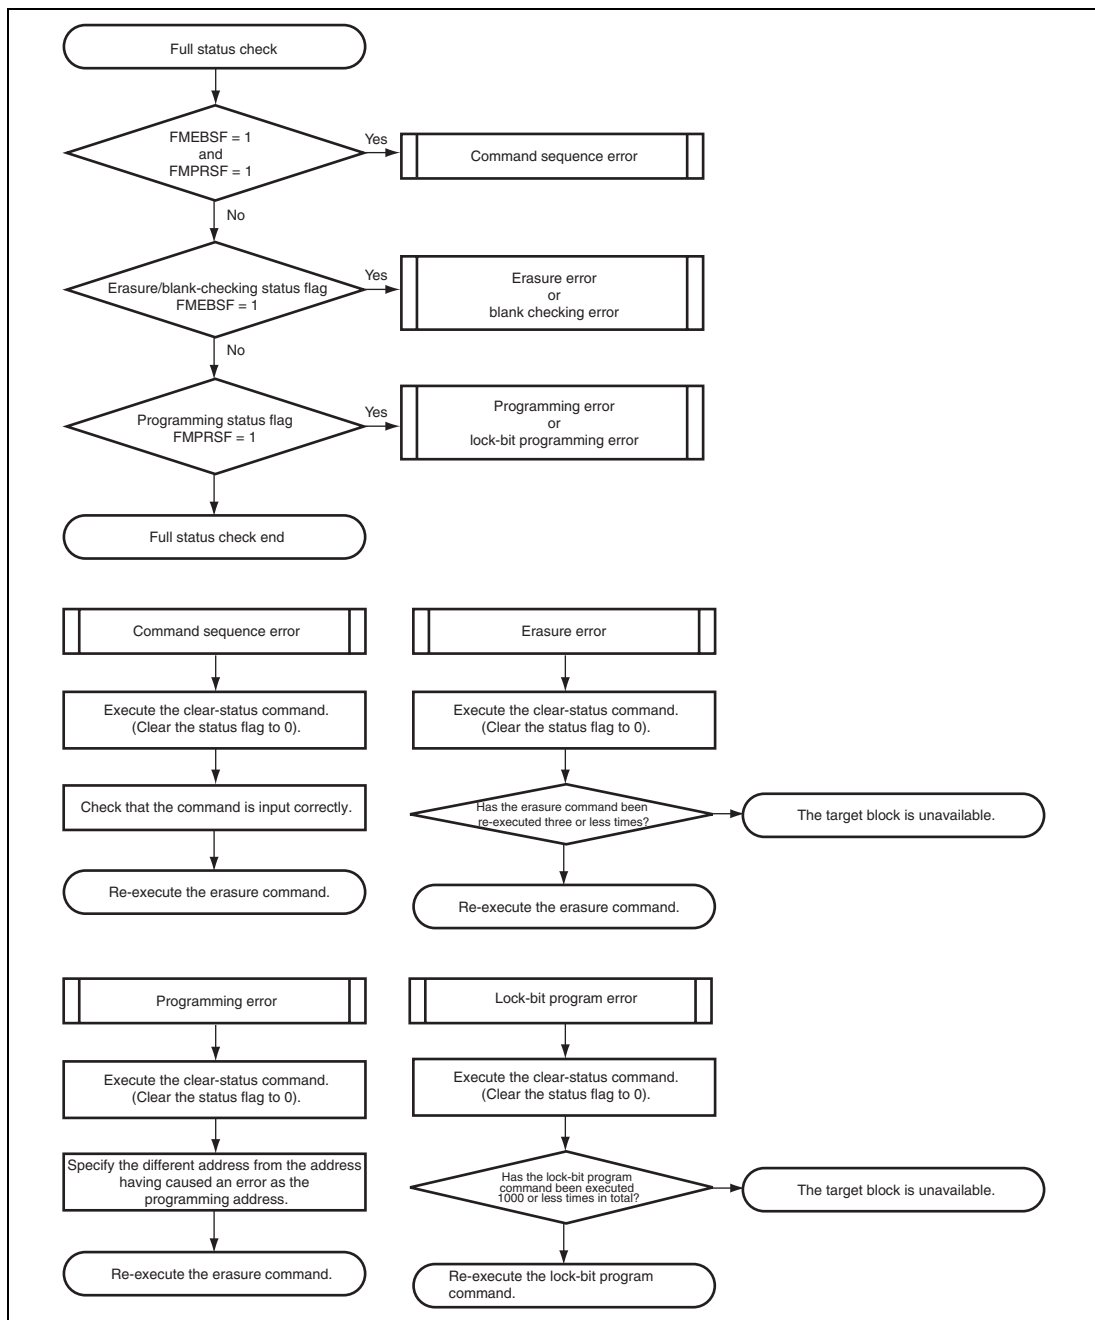 Full status check
FMEBSF = 1
and
FMPRSF = 1
Yes
Command sequence error
No
Erasure/blank-checking status flag
FMEBSF = 1
Yes
Erasure error
or
blank checking error
No
Programming status flag
FMPRSF = 1
Yes
Programming error
or
lock-bit programming error
Full status check end
Command sequence error
Execute the clear-status command.
(Clear the status flag to 0).
Check that the command is input correctly.
Re-execute the erasure command.
Erasure error
Execute the clear-status command.
(Clear the status flag to 0).
Has the erasure command been
re-executed three or less times?
The target block is unavailable.
Re-execute the erasure command.
Programming error
Execute the clear-status command.
(Clear the status flag to 0).
Specify the different address from the address
having caused an error as the
programming address.
Re-execute the erasure command.
Lock-bit program error
Execute the clear-status command.
(Clear the status flag to 0).
Has the lock-bit program
command been executed
1000 or less times in total?
The target block is unavailable.
Re-execute the lock-bit program
command.